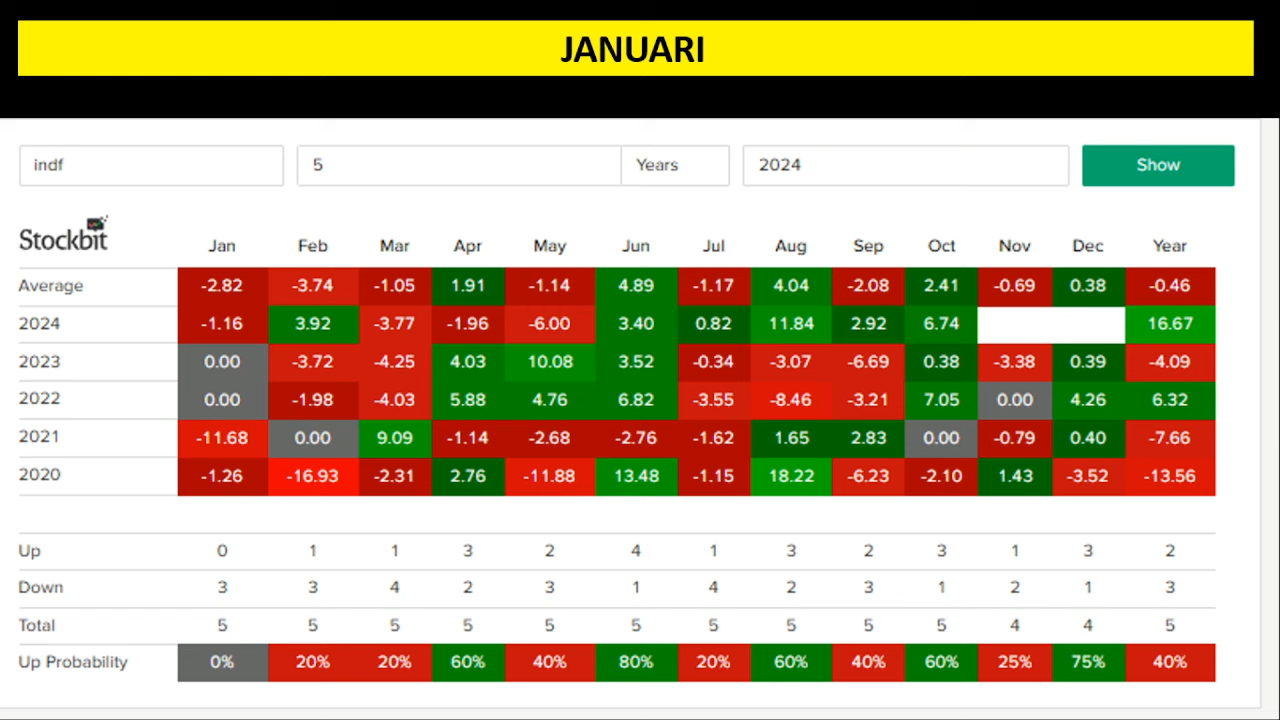 JANUARI
indf 5 Years 2024 Show
Stockbit Jan Feb Mar Apr May Jun Jul Aug Sep Oct Nov Dec Year
Average -2.82 -3.74 -1.05 1.91 -1.14 4.89 -1.17 4.04 -2.08 2.41 -0.69 0.38 -0.46
2024 -1.16 3.92 -3.77 -1.96 -6.00 3.40 0.82 11.84 2.92 6.74 16.67
2023 0.00 -3.72 -4.25 4.03 10.08 3.52 -0.34 -3.07 -6.69 0.38 -3.38 0.39 -4.09
2022 0.00 -1.98 -4.03 5.88 4.76 6.82 -3.55 -8.46 -3.21 7.05 0.00 4.26 6.32
2021 -11.68 0.00 9.09 -1.14 -2.68 -2.76 -1.62 1.65 2.83 0.00 -0.79 0.40 -7.66
2020 -1.26 -16.93 -2.31 2.76 -11.88 13.48 -1.15 18.22 -6.23 -2.10 1.43 -3.52 -13.56
Up 0 1 1 3 2 4 1 3 2 3 1 3 2
Down 3 3 4 2 3 1 4 2 3 1 2 1 3
Total 5 5 5 5 5 5 5 5 5 5 4 4 5
Up Probability 0% 20% 20% 60% 40% 80% 20% 60% 40% 60% 25% 75% 40%